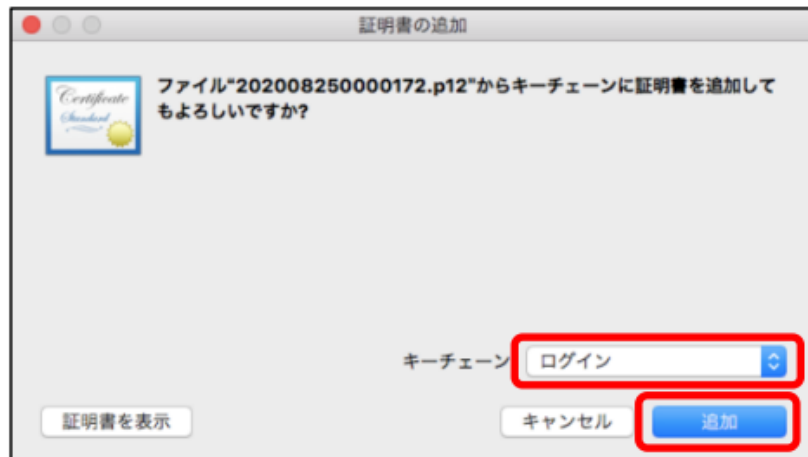 証明書の追加
Certificate
Standard
ファイル"202008250000172.p12"からキーチェーンに証明書を追加して
もよろしいですか?
キーチェーン ログイン
証明書を表示 キャンセル 追加